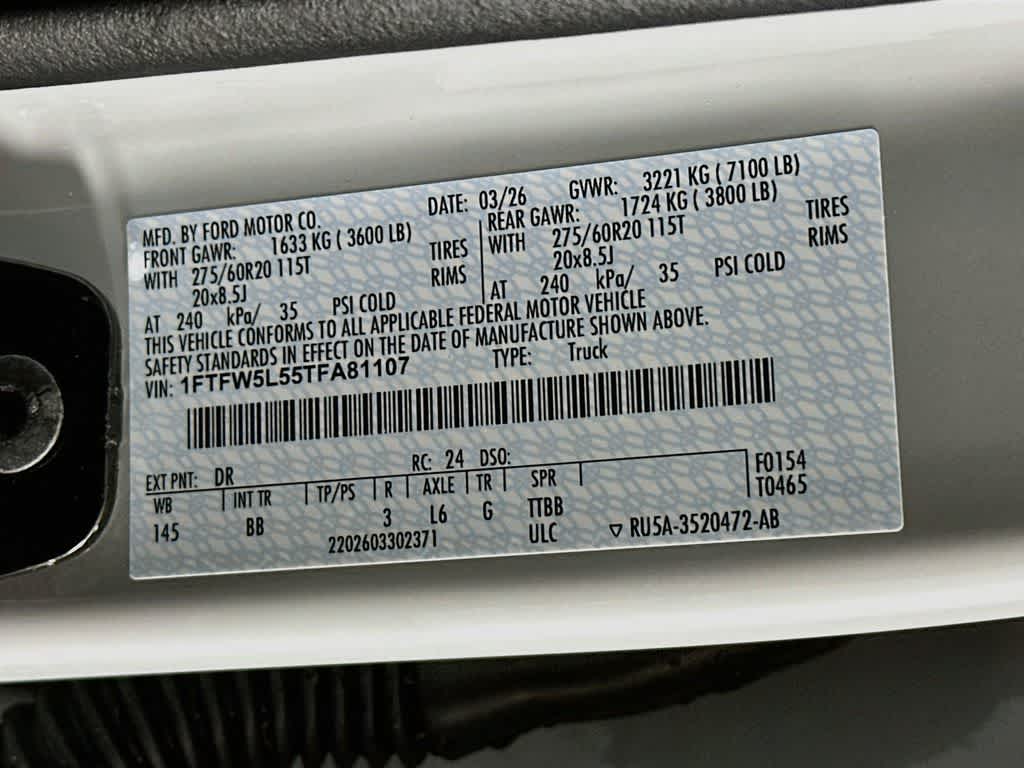 MFD. BY FORD MOTOR CO. DATE: 03/26 GVWR: 3221 KG ( 7100 LB)
FRONT GAWR: 1633 KG ( 3600 LB) REAR GAWR: 1724 KG ( 3800 LB)
WITH 275/60R20 115T TIRES WITH 275/60R20 115T TIRES
20x8.5J RIMS 20x8.5J RIMS
AT 240 kPa/ 35 PSI COLD AT 240 kPa/ 35 PSI COLD
THIS VEHICLE CONFORMS TO ALL APPLICABLE FEDERAL MOTOR VEHICLE
SAFETY STANDARDS IN EFFECT ON THE DATE OF MANUFACTURE SHOWN ABOVE.
VIN: 1FTFW5L55TFA81107 TYPE: Truck
EXT PNT: DR RC: 24 DSO:
WB INT TR TP/PS R AXLE TR SPR F0154
145 BB 3 L6 G TTBB T0465
2202603302371 ULC ▽ RU5A-3520472-AB